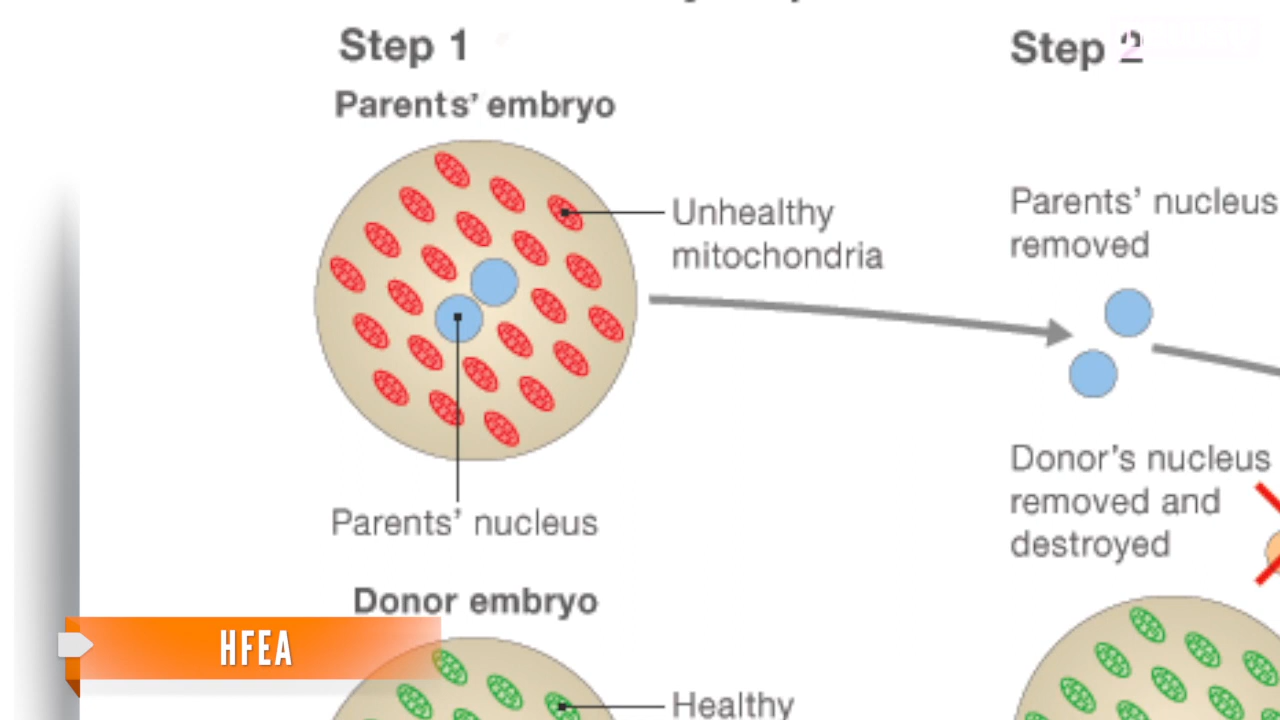 Step 1
Parents’ embryo
Unhealthy
mitochondria
Parents’ nucleus
Donor embryo
Healthy
Step 2
Parents’ nucleus
removed
Donor’s nucleus
removed and
destroyed
HFEA